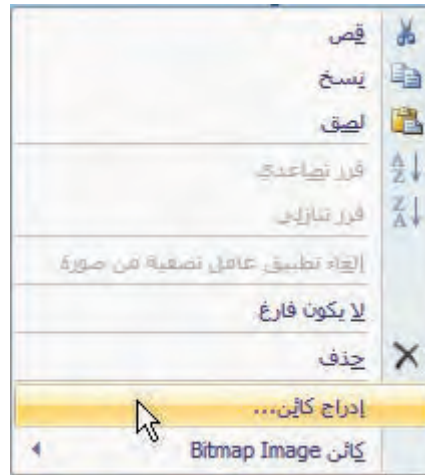 قص
نسخ
لصق
فرز تصاعدي
فرز تنازلي
إلغاء تطبيق عامل تصفية من صورة
لا يكون فارغ
حذف
إدراج كائن...
كائن Bitmap Image